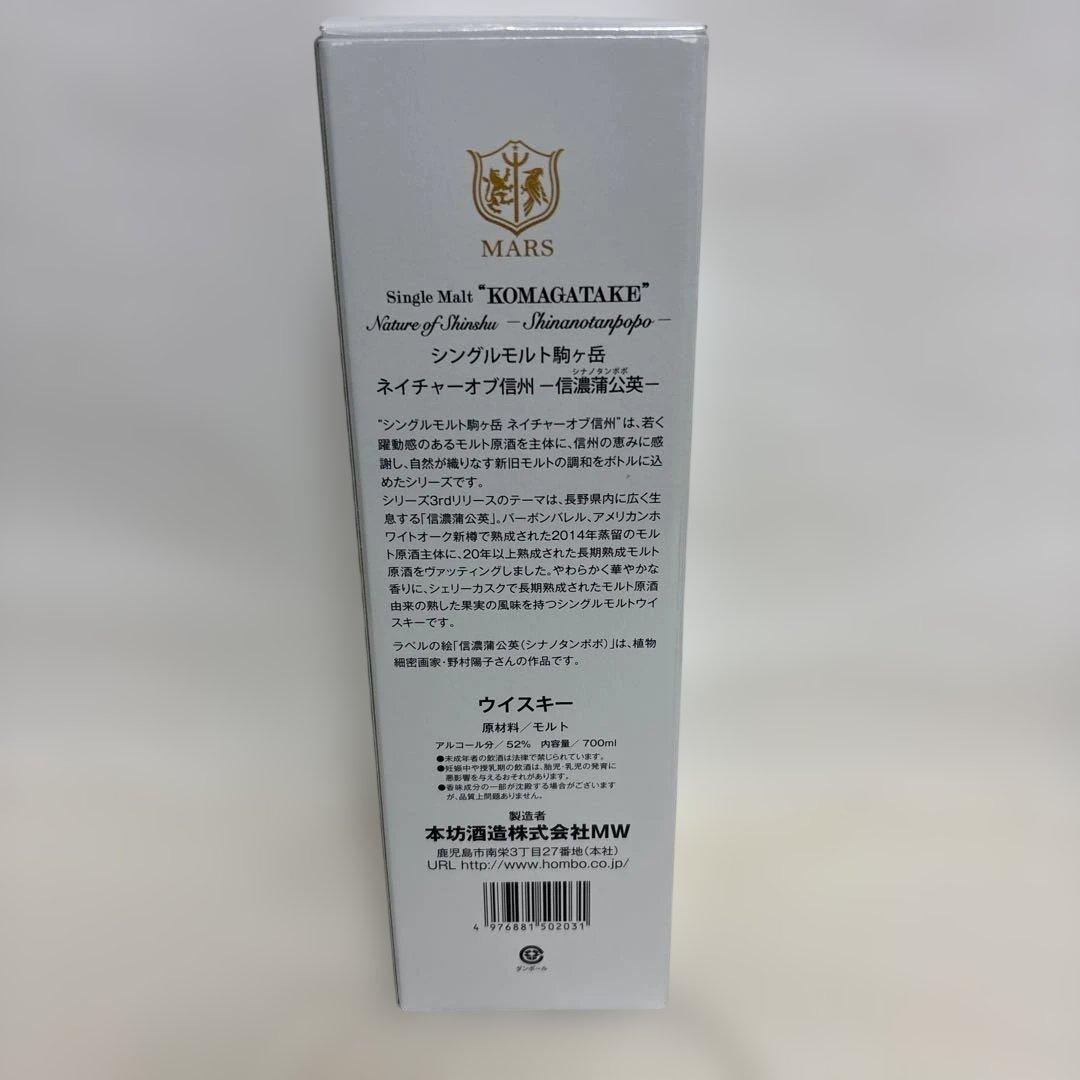 MARS
Single Malt "KOMAGATAKE"
Nature of Shinshu －Shinanotanpopo－
シングルモルト駒ヶ岳
シナノタンポポ
ネイチャーオブ信州－信濃蒲公英－
"シングルモルト駒ヶ岳 ネイチャーオブ信州"は、若く
躍動感のあるモルト原酒を主体に、信州の恵みに感
謝し、自然が織りなす新旧モルトの調和をボトルに込
めたシリーズです。
シリーズ3rdリリースのテーマは、長野県内に広く生
息する「信濃蒲公英」。バーボンバレル、アメリカンホ
ワイトオーク新樽で熟成された2014年蒸留のモル
ト原酒主体に、20年以上熟成された長期熟成モルト
原酒をヴァッティングしました。やわらかく華やかな
香りに、シェリーカスクで長期熟成されたモルト原酒
由来の熟した果実の風味を持つシングルモルトウイ
スキーです。
ラベルの絵「信濃蒲公英(シナノタンポポ)」は、植物
細密画家・野村陽子さんの作品です。
ウイスキー
原材料／モルト
アルコール分／52% 内容量／700ml
●未成年者の飲酒は法律で禁じられています。
●妊娠中や授乳期の飲酒は、胎児・乳児の発育に
悪影響を与えるおそれがあります。
●香味成分の一部が沈殿する場合がございます
が、品質上問題ありません。
製造者
本坊酒造株式会社MW
鹿児島市南栄3丁目27番地(本社)
URL http://www.hombo.co.jp/
4 976881 502031
ダンボール